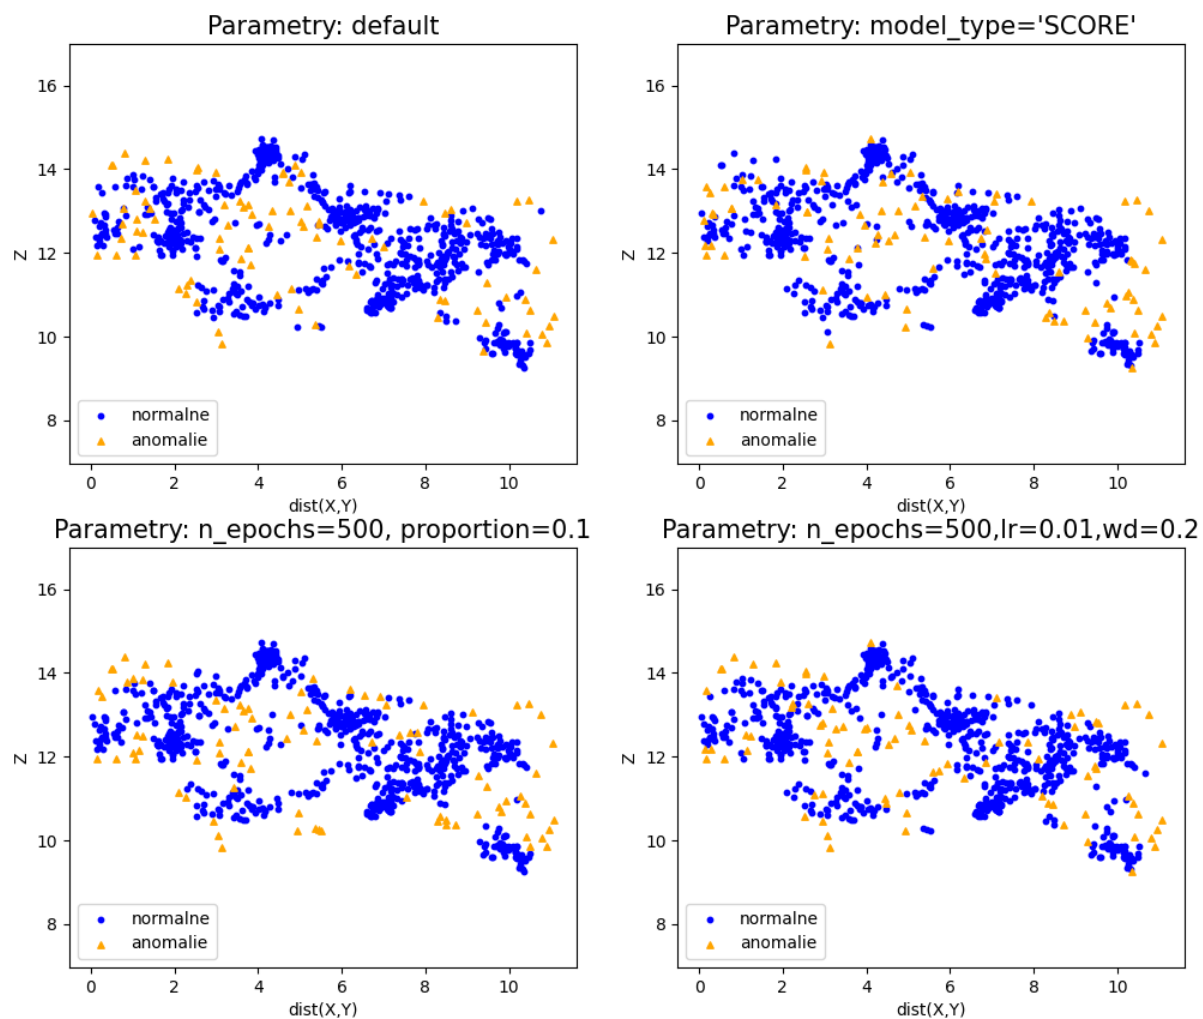 Parametry: default
16
14
12
10
8
Z
normalne
anomalie
0 2 4 6 8 10
dist(X,Y)
Parametry: model_type='SCORE'
16
14
12
10
8
Z
normalne
anomalie
0 2 4 6 8 10
dist(X,Y)
Parametry: n_epochs=500, proportion=0.1
16
14
12
10
8
Z
normalne
anomalie
0 2 4 6 8 10
dist(X,Y)
Parametry: n_epochs=500,lr=0.01,wd=0.2
16
14
12
10
8
Z
normalne
anomalie
0 2 4 6 8 10
dist(X,Y)